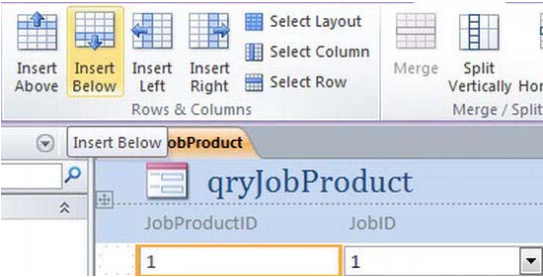 Insert Above
Insert Below
Insert Left
Insert Right
Select Layout
Select Column
Select Row
Merge
Split Vertically
Rows & Columns
Merge / Split
Insert Below
obProduct
qryJobProduct
JobProductID JobID
1 1